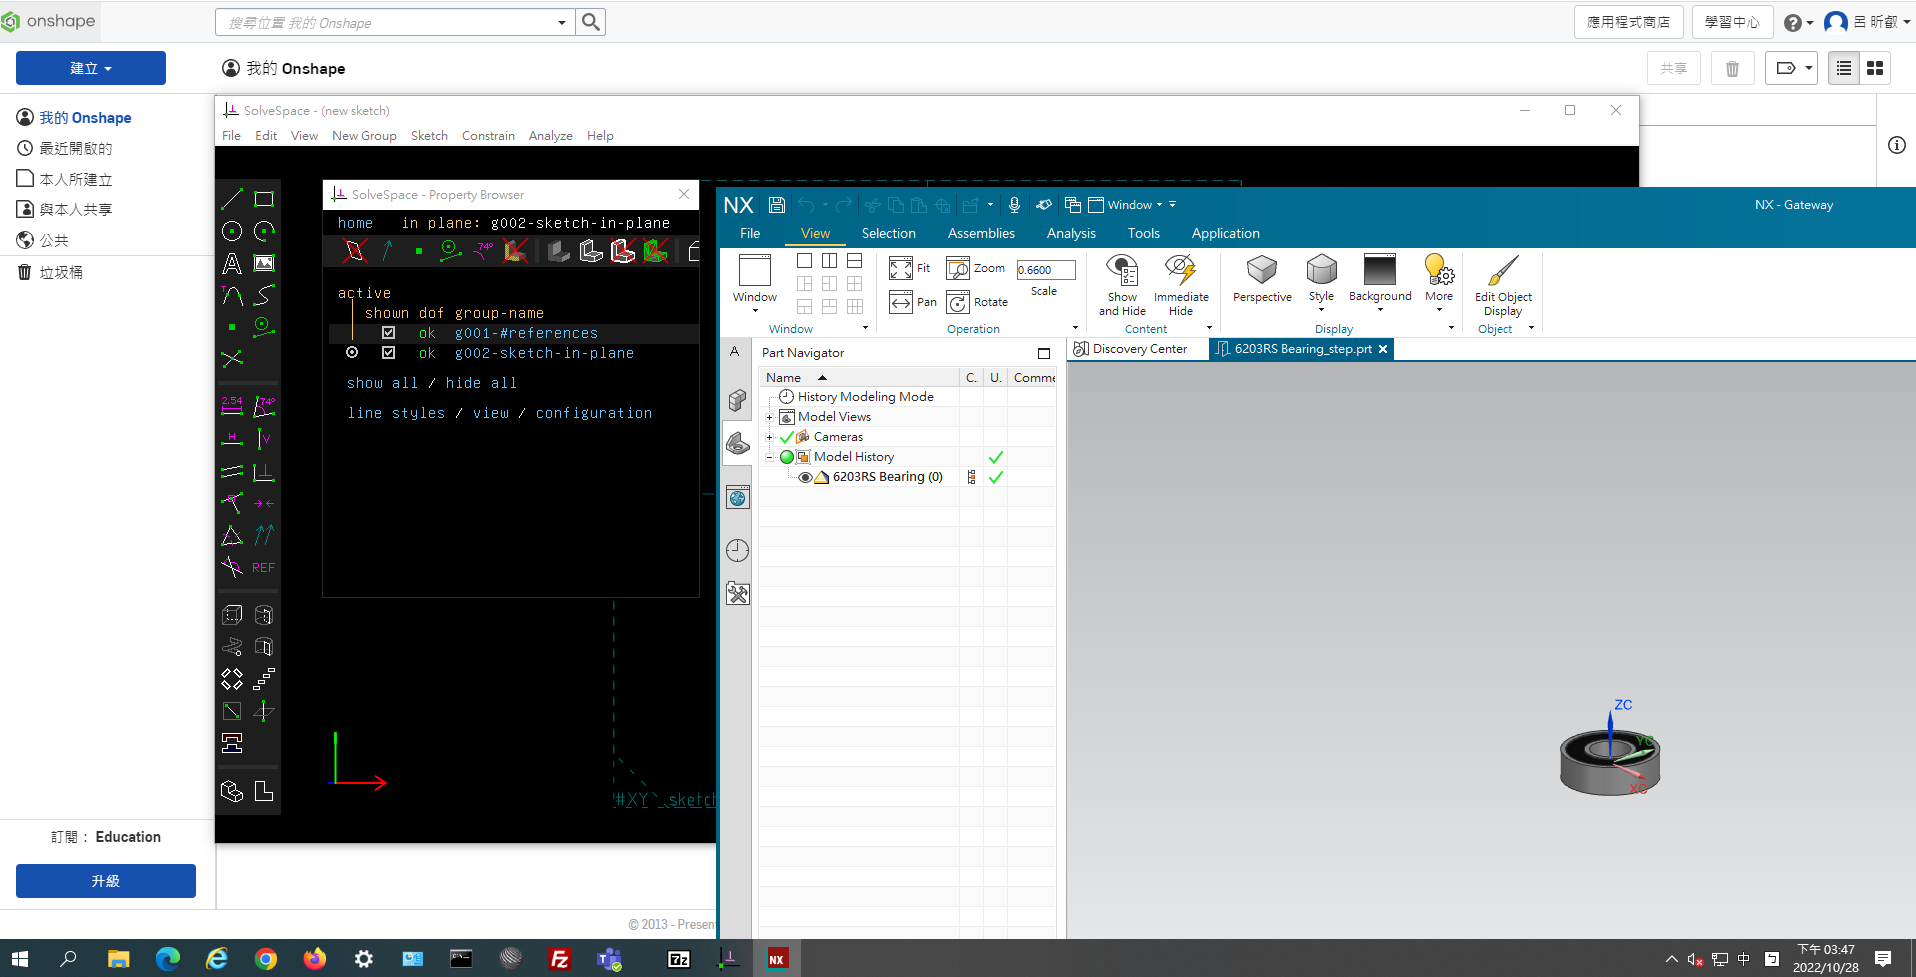 onshape
搜尋位置 我的 Onshape
應用程式商店
學習中心
呂 昕叡
建立
我的 Onshape
共享
我的 Onshape
最近開啟的
本人所建立
與本人共享
公共
垃圾桶
訂閱： Education
升級
© 2013 - Presen
SolveSpace - (new sketch)
File Edit View New Group Sketch Constrain Analyze Help
A
T
2.54 74°
H V
REF
#XY sketch
SolveSpace - Property Browser
home in plane: g002-sketch-in-plane
74°
active
shown dof group-name
ok g001-#references
ok g002-sketch-in-plane
show all / hide all
line styles / view / configuration
NX
Window
NX - Gateway
File View Selection Assemblies Analysis Tools Application
Window
Window
Fit
Pan
Zoom
Rotate
0.6600
Scale
Operation
Show and Hide
Immediate Hide
Content
Perspective
Style
Background
More
Display
Edit Object Display
Object
A
Part Navigator
Name C. U. Comme
History Modeling Mode
Model Views
Cameras
Model History
6203RS Bearing (0)
Discovery Center
6203RS Bearing_step.prt
ZC
YC
XC
Fz
7z
NX
中
下午 03:47
2022/10/28